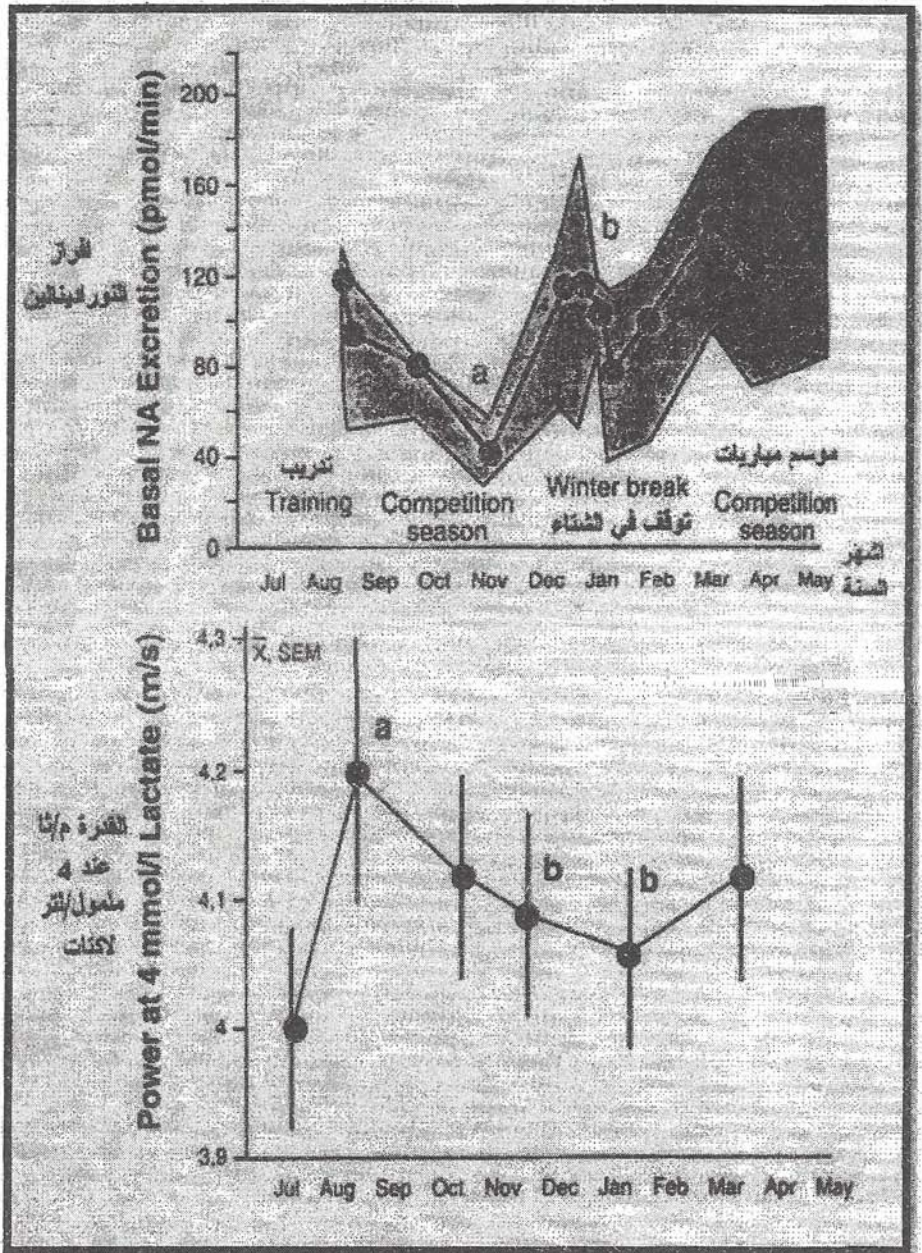 Basal NA Excretion (pmol/min)
افراز
النورادينالين
200
160
120
80
40
0
a
b
تدريب
Training
Competition
season
Winter break
توقف في الشتاء
موسم مباريات
Competition
season
الشهر
السنة
Jul Aug Sep Oct Nov Dec Jan Feb Mar Apr May
Power at 4 mmol/l Lactate (m/s)
القدرة م/ثا
عند 4
ملمول/لتر
لاكتات
X, SEM
4,3
4,2
4,1
4
3,9
a
b
b
Jul Aug Sep Oct Nov Dec Jan Feb Mar Apr May